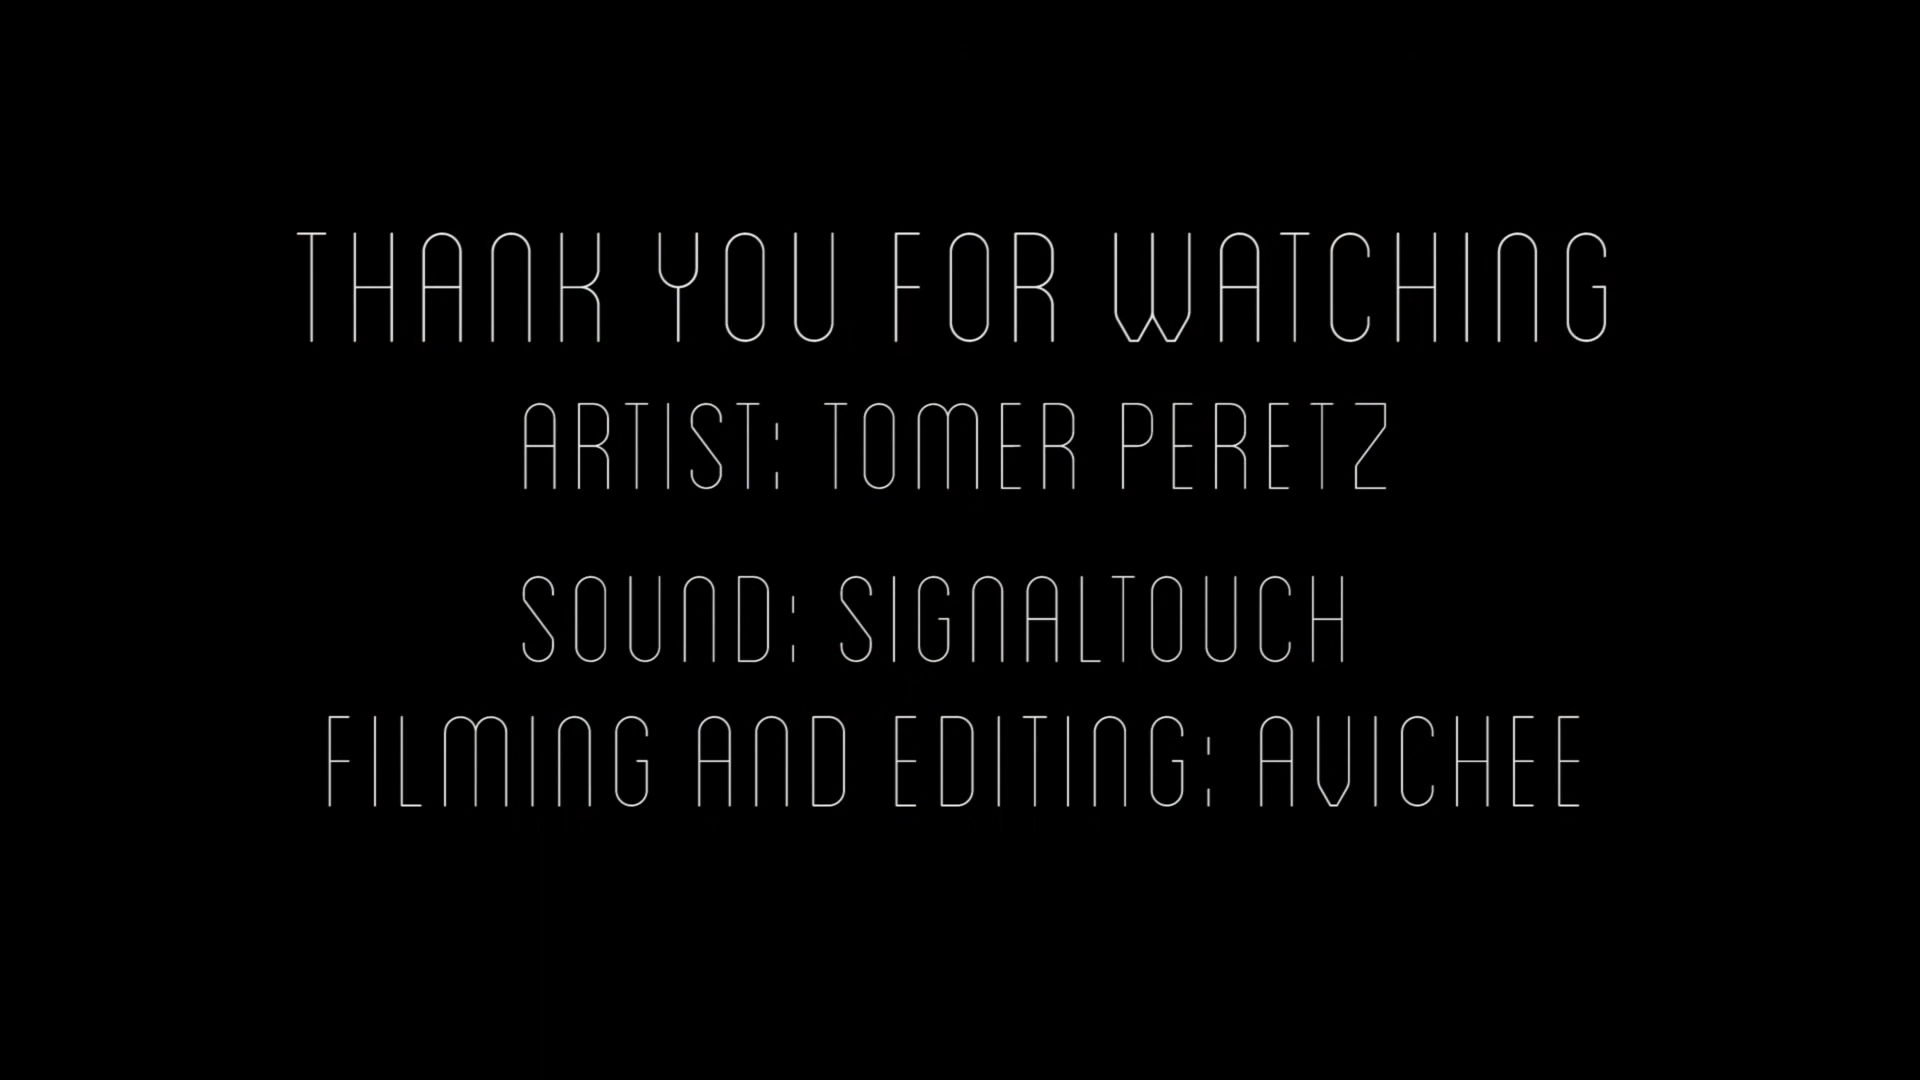 THANK YOU FOR WATCHING
ARTIST: TOMER PERETZ
SOUND: SIGNALTOUCH
FILMING AND EDITING: AVICHEE